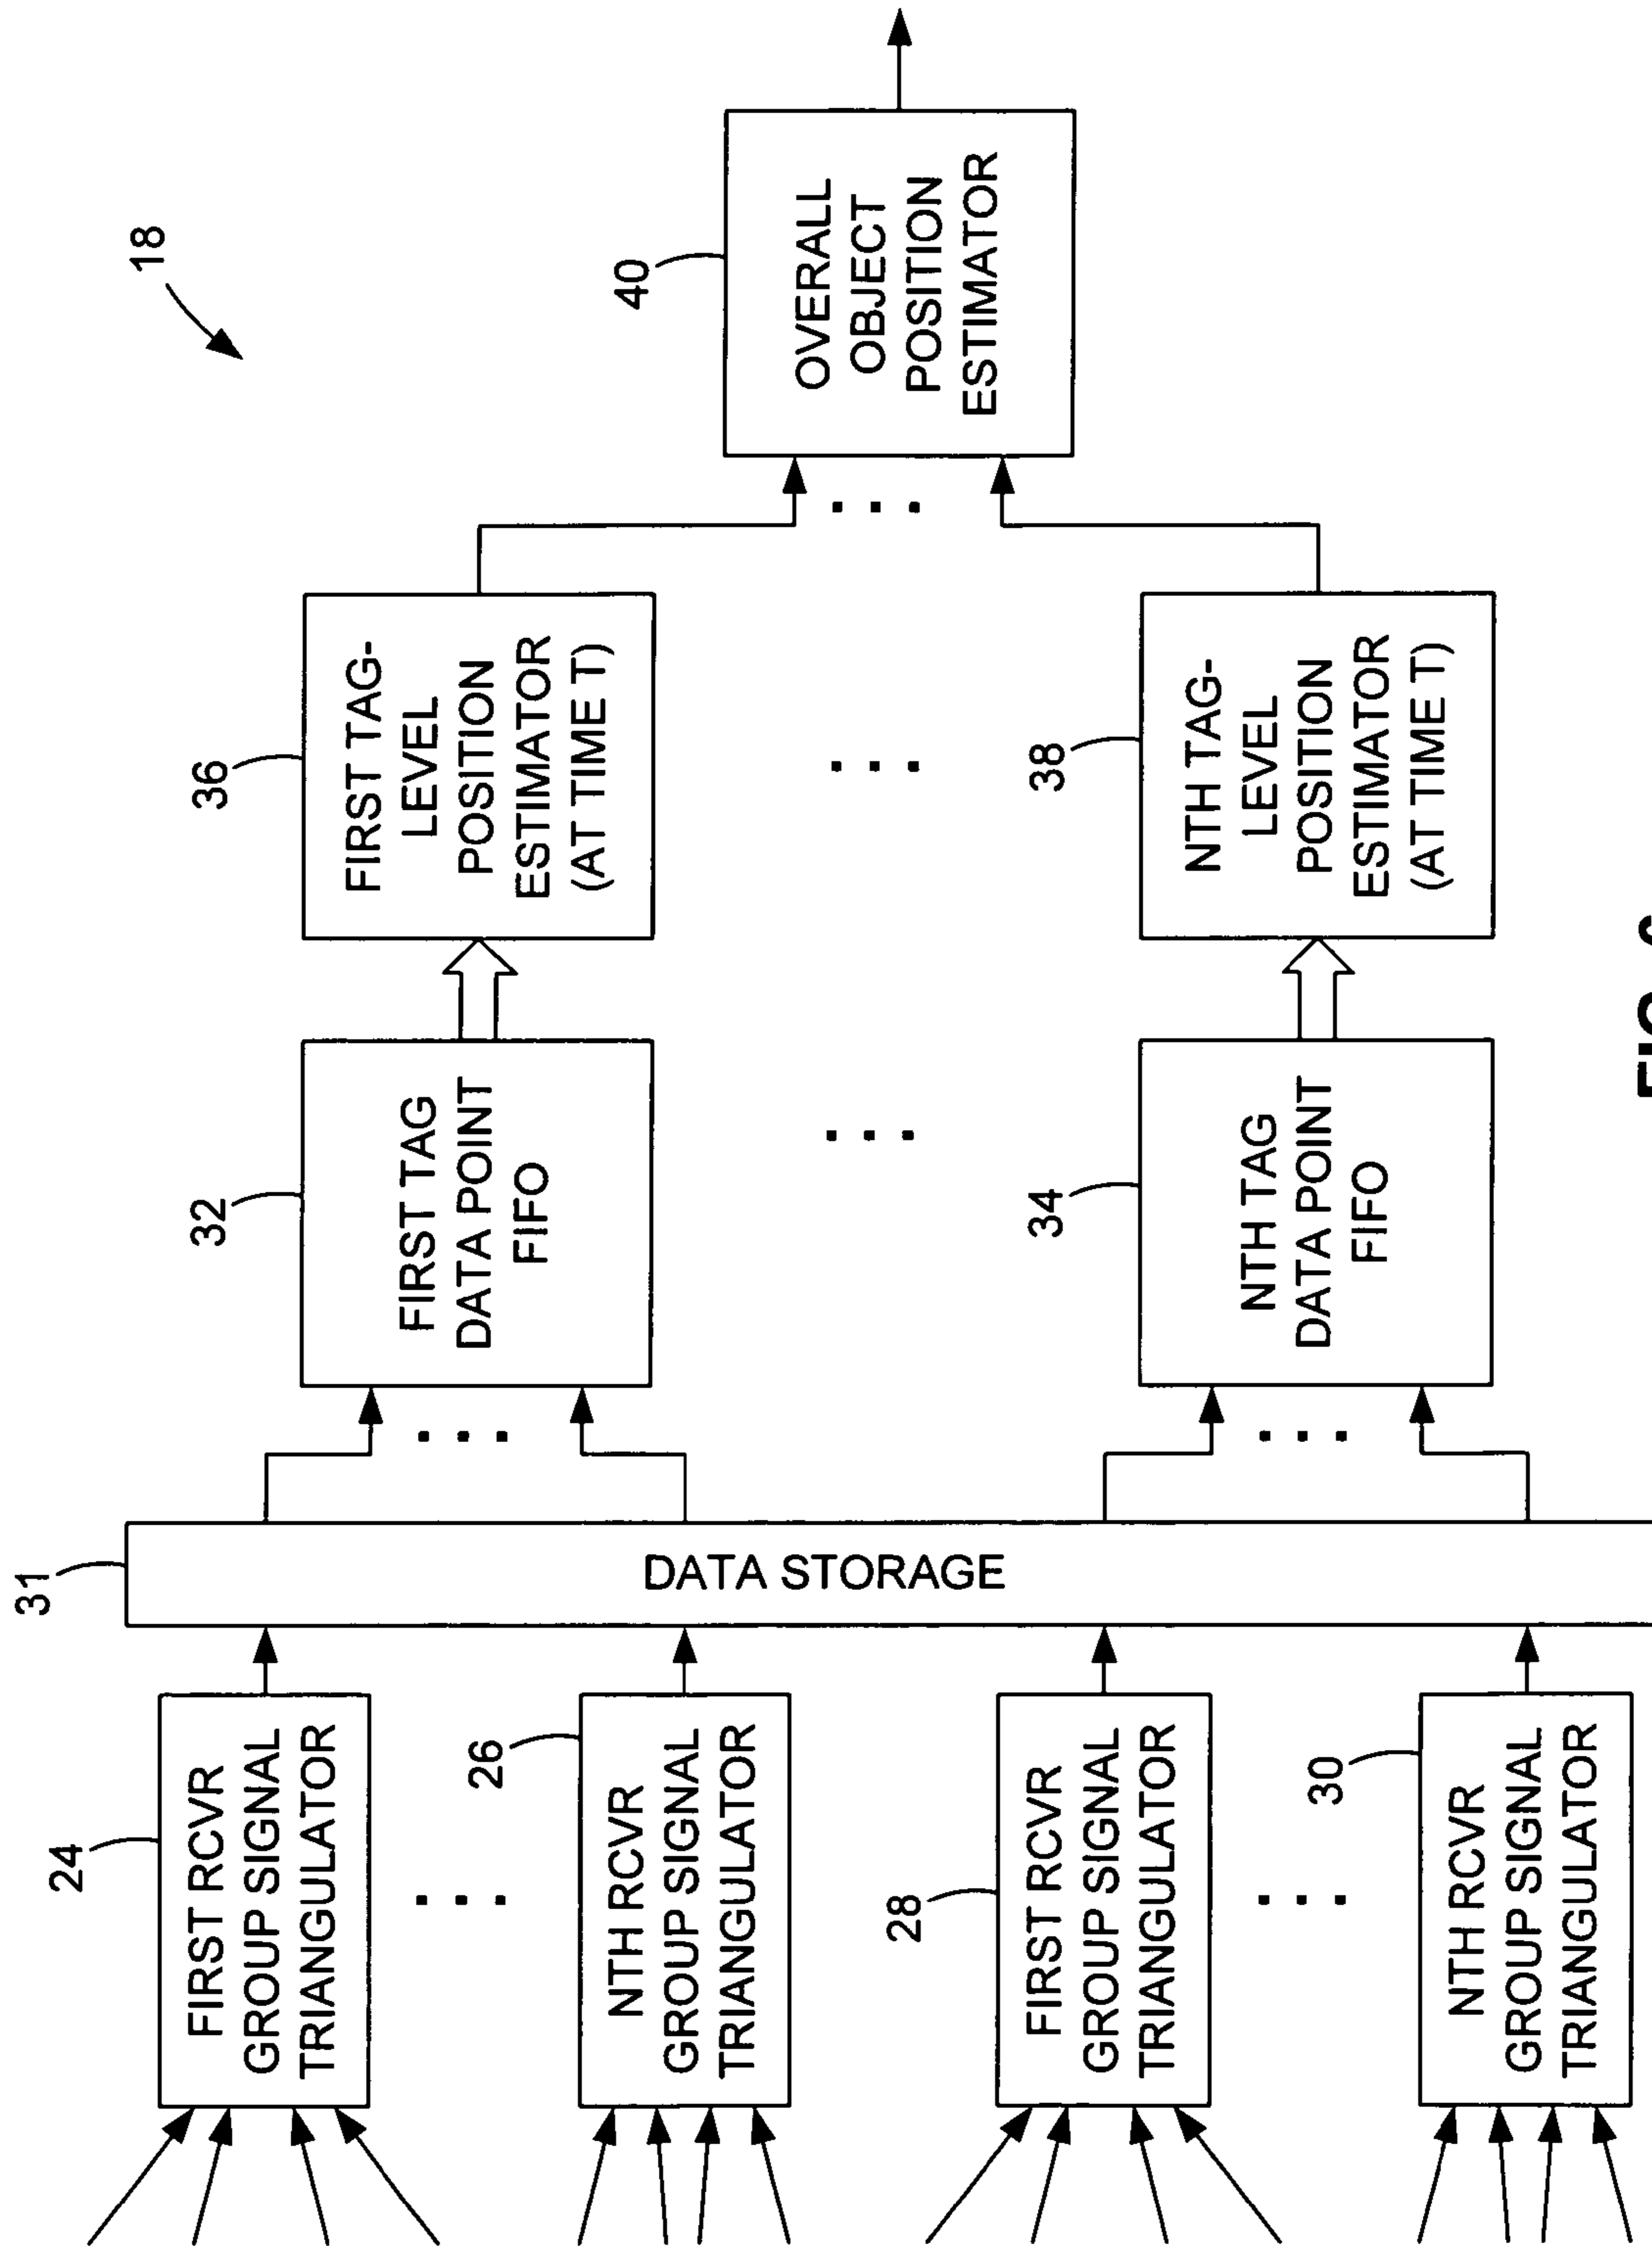 18
24
FIRST RCVR
GROUP SIGNAL
TRIANGULATOR
26
NTH RCVR
GROUP SIGNAL
TRIANGULATOR
28
FIRST RCVR
GROUP SIGNAL
TRIANGULATOR
30
NTH RCVR
GROUP SIGNAL
TRIANGULATOR
31
DATA STORAGE
32
FIRST TAG
DATA POINT
FIFO
34
NTH TAG
DATA POINT
FIFO
36
FIRST TAG-
LEVEL
POSITION
ESTIMATOR
(AT TIME T)
38
NTH TAG-
LEVEL
POSITION
ESTIMATOR
(AT TIME T)
40
OVERALL
OBJECT
POSITION
ESTIMATOR
FIG.